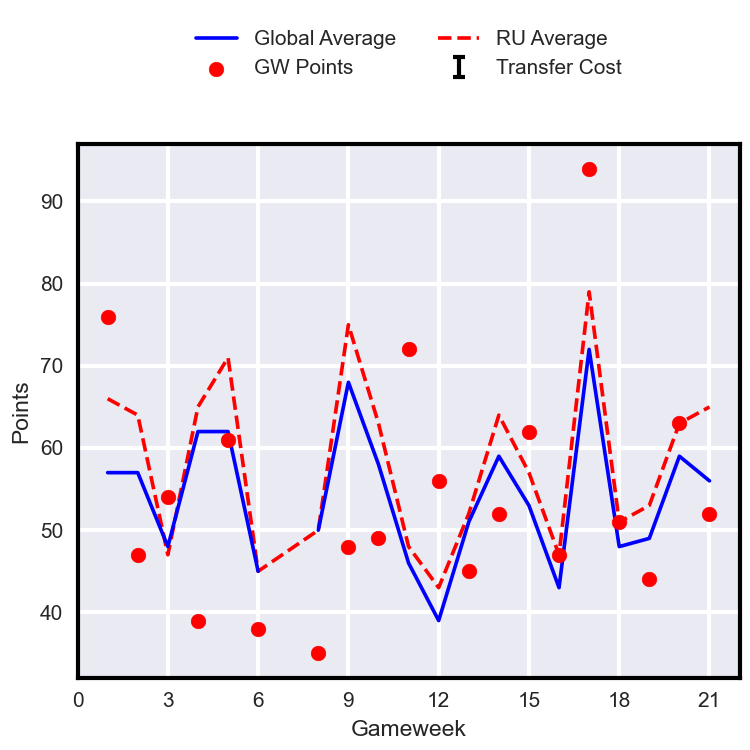 Global Average
RU Average
GW Points
Transfer Cost
90
80
70
60
50
40
Points
0 3 6 9 12 15 18 21
Gameweek